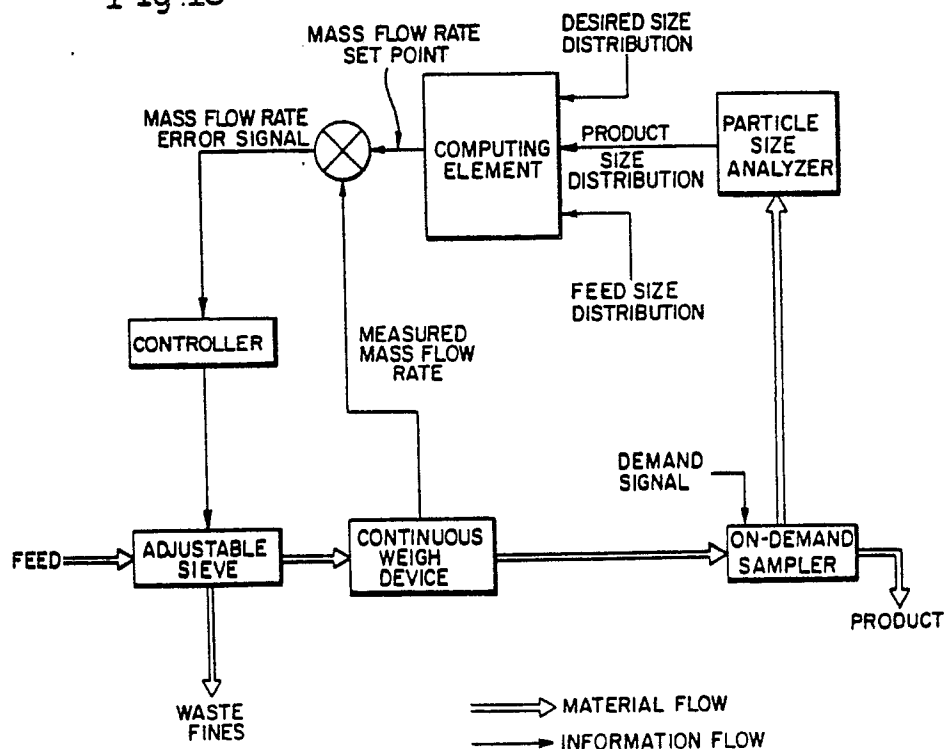 DESIRED SIZE
DISTRIBUTION
MASS FLOW RATE
SET POINT
MASS FLOW RATE
ERROR SIGNAL
COMPUTING
ELEMENT
PRODUCT
SIZE
DISTRIBUTION
PARTICLE
SIZE
ANALYZER
FEED SIZE
DISTRIBUTION
CONTROLLER
MEASURED
MASS FLOW
RATE
DEMAND
SIGNAL
FEED
ADJUSTABLE
SIEVE
CONTINUOUS
WEIGH
DEVICE
ON-DEMAND
SAMPLER
PRODUCT
WASTE
FINES
MATERIAL FLOW
INFORMATION FLOW